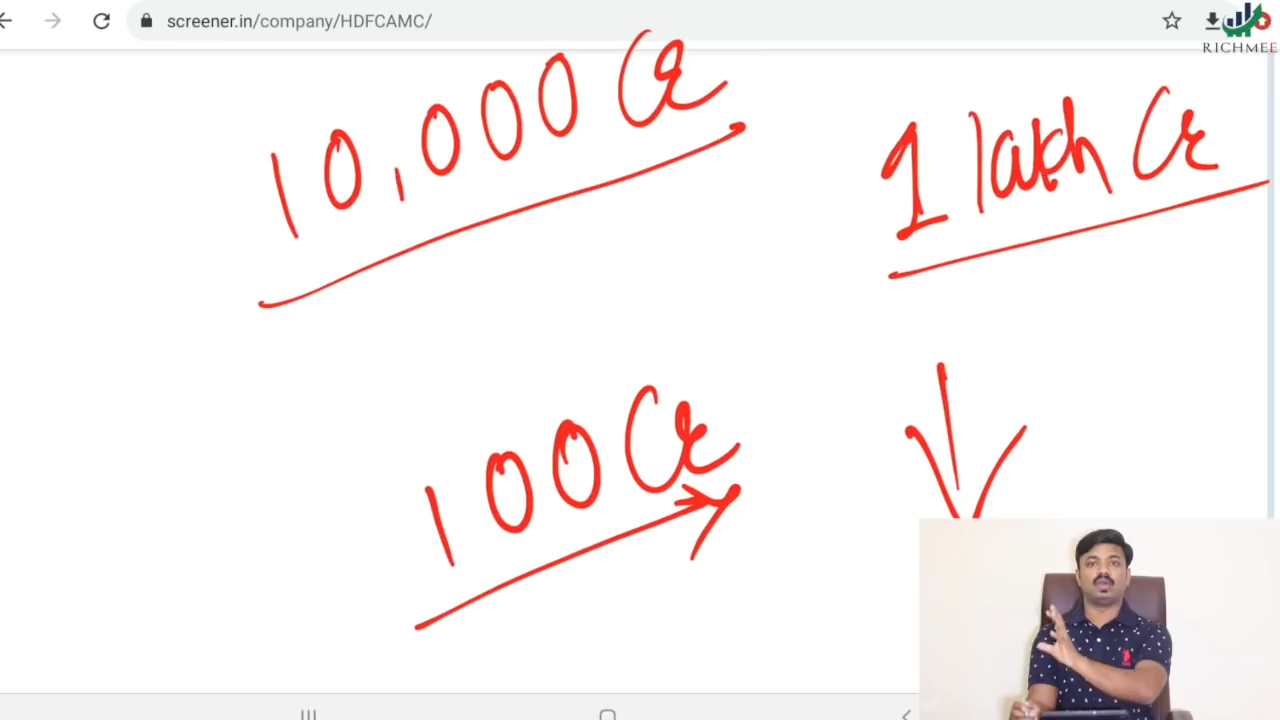 screener.in/company/HDFCAMC/
RICHMEE
10,000 Cr
1 lakh Cr
100 Cr